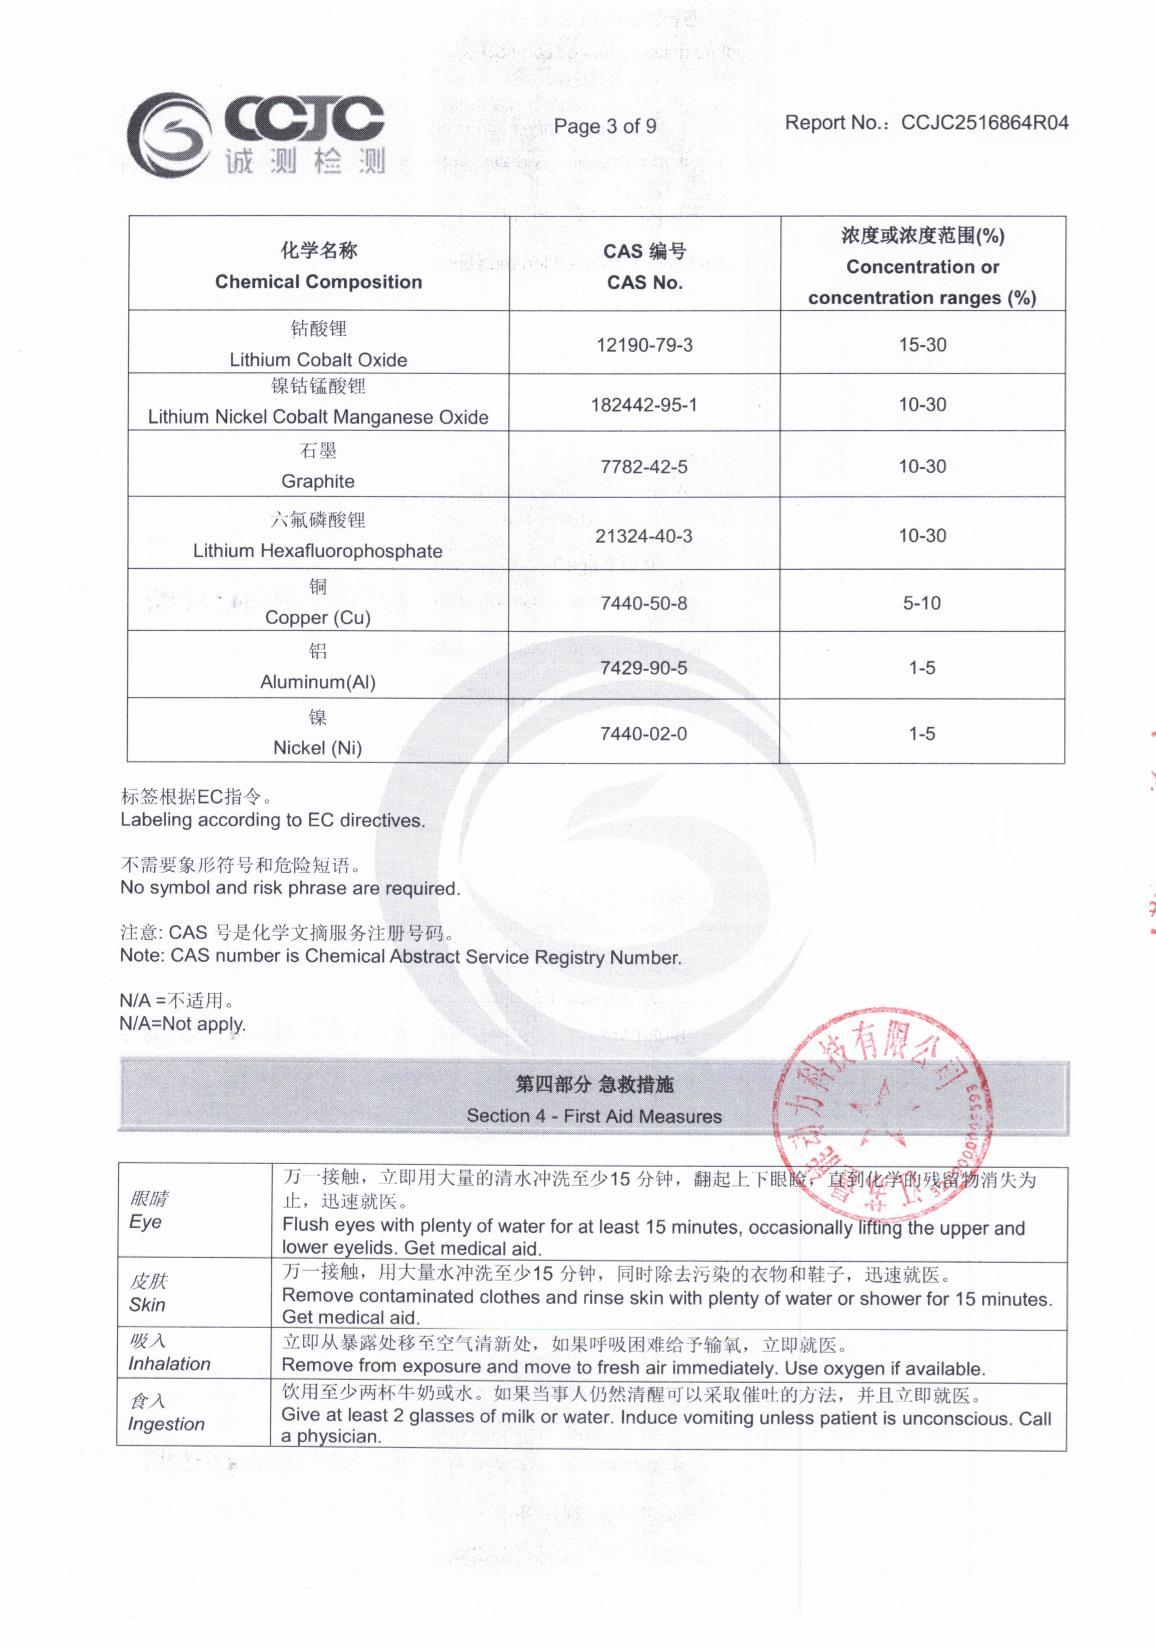 CCJC
诚测检测
Page 3 of 9
Report No.: CCJC2516864R04
化学名称
Chemical Composition
CAS 编号
CAS No.
浓度或浓度范围(%)
Concentration or
concentration ranges (%)
钴酸锂
Lithium Cobalt Oxide
12190-79-3
15-30
镍钴锰酸锂
Lithium Nickel Cobalt Manganese Oxide
182442-95-1
10-30
石墨
Graphite
7782-42-5
10-30
六氟磷酸锂
Lithium Hexafluorophosphate
21324-40-3
10-30
铜
Copper (Cu)
7440-50-8
5-10
铝
Aluminum(Al)
7429-90-5
1-5
镍
Nickel (Ni)
7440-02-0
1-5
标签根据EC指令。
Labeling according to EC directives.
不需要象形符号和危险短语。
No symbol and risk phrase are required.
注意: CAS 号是化学文摘服务注册号码。
Note: CAS number is Chemical Abstract Service Registry Number.
N/A =不适用。
N/A=Not apply.
第四部分 急救措施
Section 4 - First Aid Measures
眼睛
Eye
万一接触，立即用大量的清水冲洗至少15 分钟，翻起上下眼睑，直到化学的残留物消失为
止，迅速就医。
Flush eyes with plenty of water for at least 15 minutes, occasionally lifting the upper and
lower eyelids. Get medical aid.
皮肤
Skin
万一接触，用大量水冲洗至少15 分钟，同时除去污染的衣物和鞋子，迅速就医。
Remove contaminated clothes and rinse skin with plenty of water or shower for 15 minutes.
Get medical aid.
吸入
Inhalation
立即从暴露处移至空气清新处，如果呼吸困难给予输氧，立即就医。
Remove from exposure and move to fresh air immediately. Use oxygen if available.
食入
Ingestion
饮用至少两杯牛奶或水。如果当事人仍然清醒可以采取催吐的方法，并且立即就医。
Give at least 2 glasses of milk or water. Induce vomiting unless patient is unconscious. Call
a physician.
动力科技有限公司